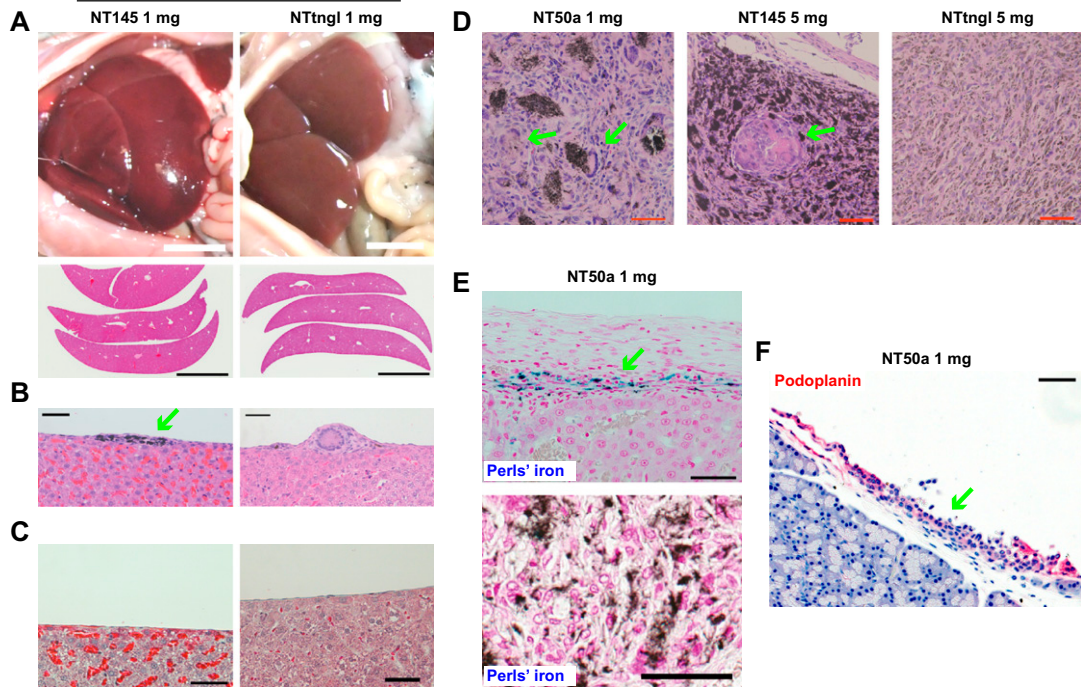 A
NT145 1 mg
NTtngl 1 mg
B
C
D
NT50a 1 mg
NT145 5 mg
NTtngl 5 mg
E
NT50a 1 mg
Perls' iron
Perls' iron
F
NT50a 1 mg
Podoplanin